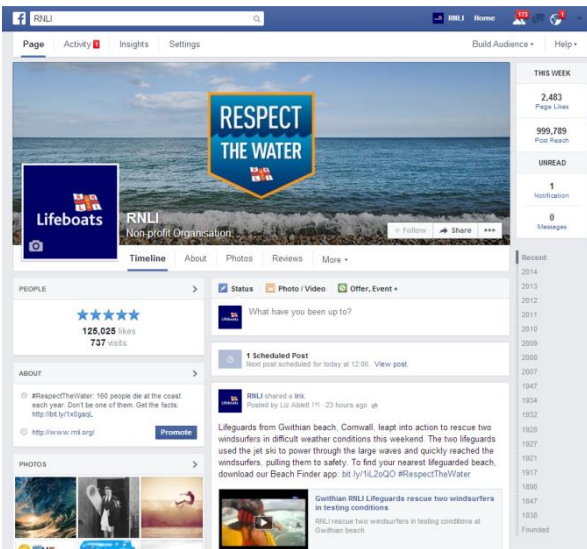 RNLI
RNLI Home 173 1
Page Activity 1 Insights Settings Build Audience Help
RESPECT
THE WATER
Lifeboats
RNLI
Non-profit Organisation
Follow Share
Timeline About Photos Reviews More
THIS WEEK
2,483
Page Likes
999,789
Post Reach
UNREAD
1
Notification
0
Messages
Recent
2014
2013
2012
2011
2010
2009
2008
2007
1947
1934
1932
1928
1927
1921
1917
1890
1847
1838
Founded
PEOPLE
125,025 likes
737 visits
ABOUT
#RespectTheWater: 160 people die at the coast
each year. Don't be one of them. Get the facts:
http://bit.ly/1x0gaqL
http://www.rnli.org/ Promote
PHOTOS
Status Photo / Video Offer, Event +
Lifeboats
What have you been up to?
1 Scheduled Post
Next post scheduled for today at 12:00. View post.
RNLI shared a link
Posted by Liz Ablett · 23 hours ago
Lifeguards from Gwithian beach, Cornwall, leapt into action to rescue two
windsurfers in difficult weather conditions this weekend. The two lifeguards
used the jet ski to power through the large waves and quickly reached the
windsurfers, pulling them to safety. To find your nearest lifeguarded beach,
download our Beach Finder app: bit.ly/1iL2oQO #RespectTheWater
Gwithian RNLI Lifeguards rescue two windsurfers
in testing conditions
RNLI rescue two windsurfers in testing conditions at
Gwithian beach